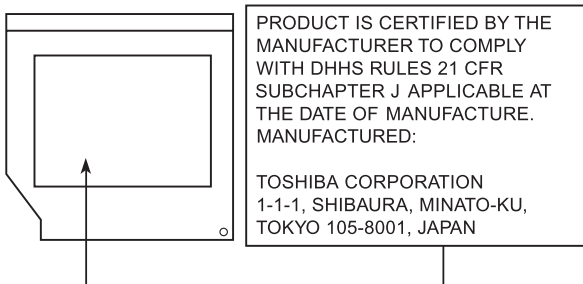 PRODUCT IS CERTIFIED BY THE
MANUFACTURER TO COMPLY
WITH DHHS RULES 21 CFR
SUBCHAPTER J APPLICABLE AT
THE DATE OF MANUFACTURE.
MANUFACTURED:
TOSHIBA CORPORATION
1-1-1, SHIBAURA, MINATO-KU,
TOKYO 105-8001, JAPAN